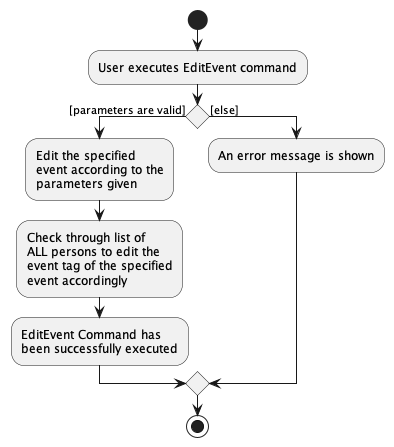 User executes EditEvent command
[parameters are valid]
[else]
Edit the specified
event according to the
parameters given
An error message is shown
Check through list of
ALL persons to edit the
event tag of the specified
event accordingly
EditEvent Command has
been successfully executed